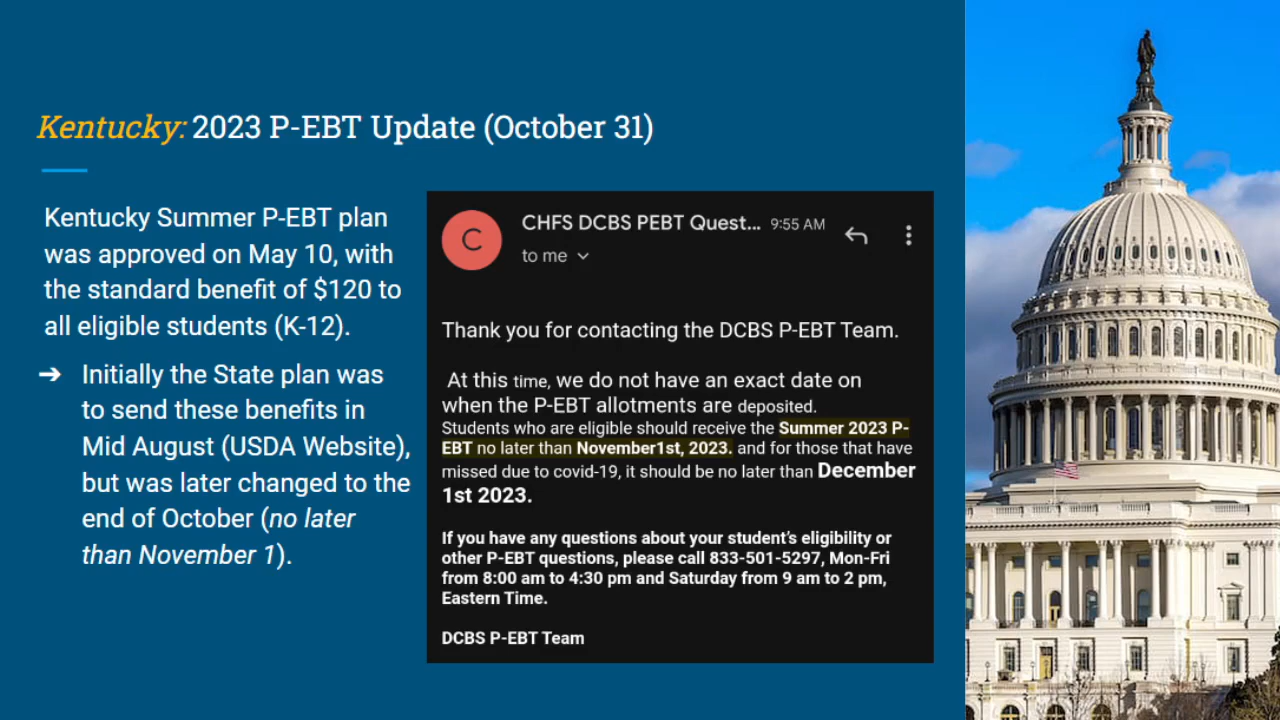 Kentucky: 2023 P-EBT Update (October 31)
Kentucky Summer P-EBT plan
was approved on May 10, with
the standard benefit of $120 to
all eligible students (K-12).
➔ Initially the State plan was
to send these benefits in
Mid August (USDA Website),
but was later changed to the
end of October (no later
than November 1).
C
CHFS DCBS PEBT Quest... 9:55 AM
to me
Thank you for contacting the DCBS P-EBT Team.
At this time, we do not have an exact date on
when the P-EBT allotments are deposited.
Students who are eligible should receive the Summer 2023 P-
EBT no later than November1st, 2023. and for those that have
missed due to covid-19, it should be no later than December
1st 2023.
If you have any questions about your student's eligibility or
other P-EBT questions, please call 833-501-5297, Mon-Fri
from 8:00 am to 4:30 pm and Saturday from 9 am to 2 pm,
Eastern Time.
DCBS P-EBT Team